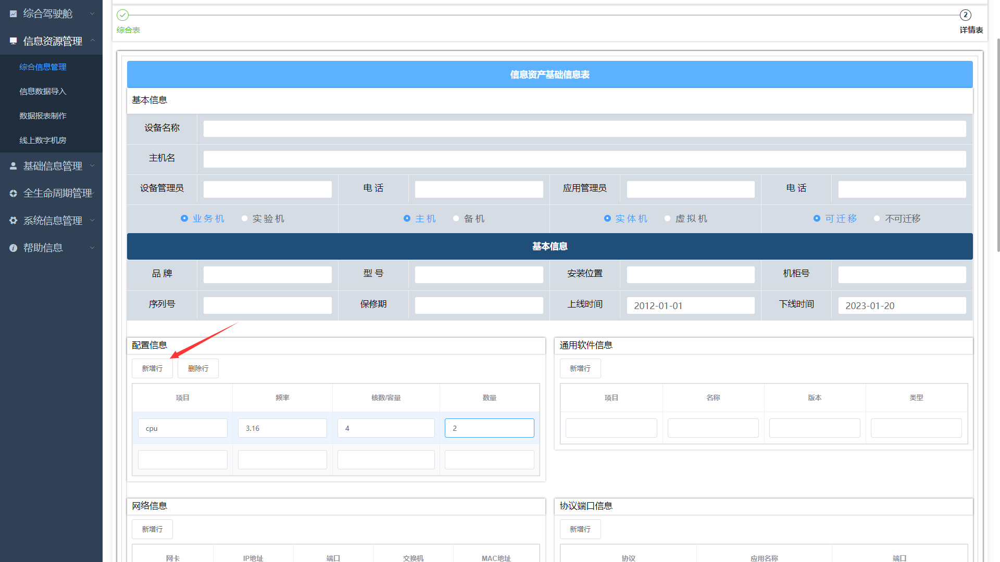 综合驾驶舱
信息资源管理
综合信息管理
信息数据导入
数据报表制作
线上数字机房
基础信息管理
全生命周期管理
系统信息管理
帮助信息
2
综合表
详情表
信息资产基础信息表
基本信息
设备名称
主机名
设备管理员 电 话 应用管理员 电 话
业务机 实验机 主机 备机 实体机 虚拟机 可迁移 不可迁移
基本信息
品 牌 型 号 安装位置 机柜号
序列号 保修期 上线时间 2012-01-01 下线时间 2023-01-20
配置信息
新增行 删除行
项目 频率 核数/容量 数量
cpu 3.16 4 2
通用软件信息
新增行
项目 名称 版本 类型
网络信息
新增行
网卡 IP地址 端口 交换机 MAC地址
协议端口信息
新增行
协议 应用名称 端口